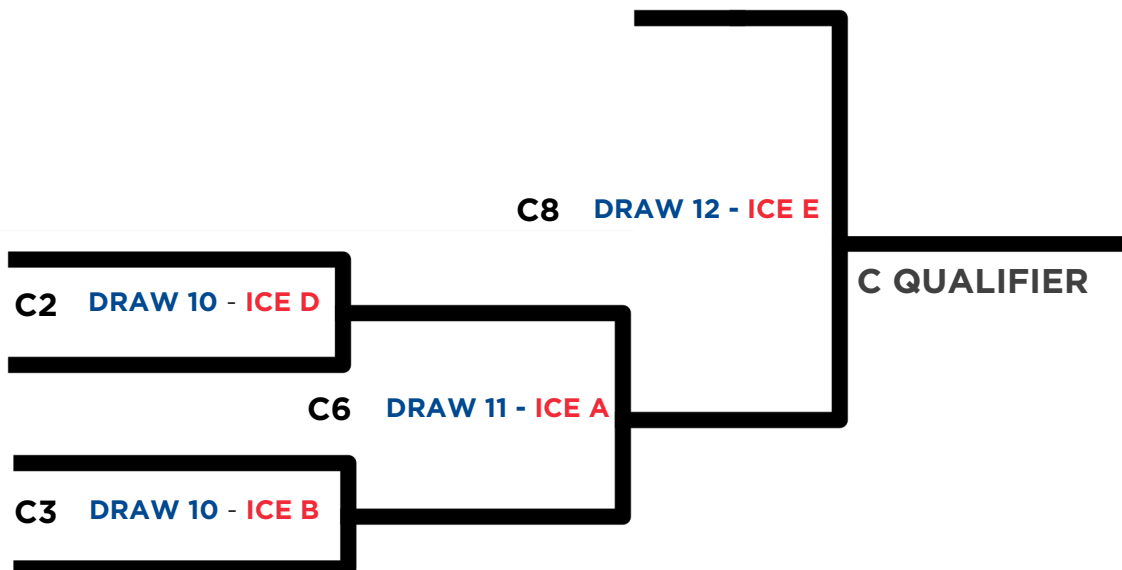 C8 DRAW 12 - ICE E
C QUALIFIER
C2 DRAW 10 - ICE D
C6 DRAW 11 - ICE A
C3 DRAW 10 - ICE B